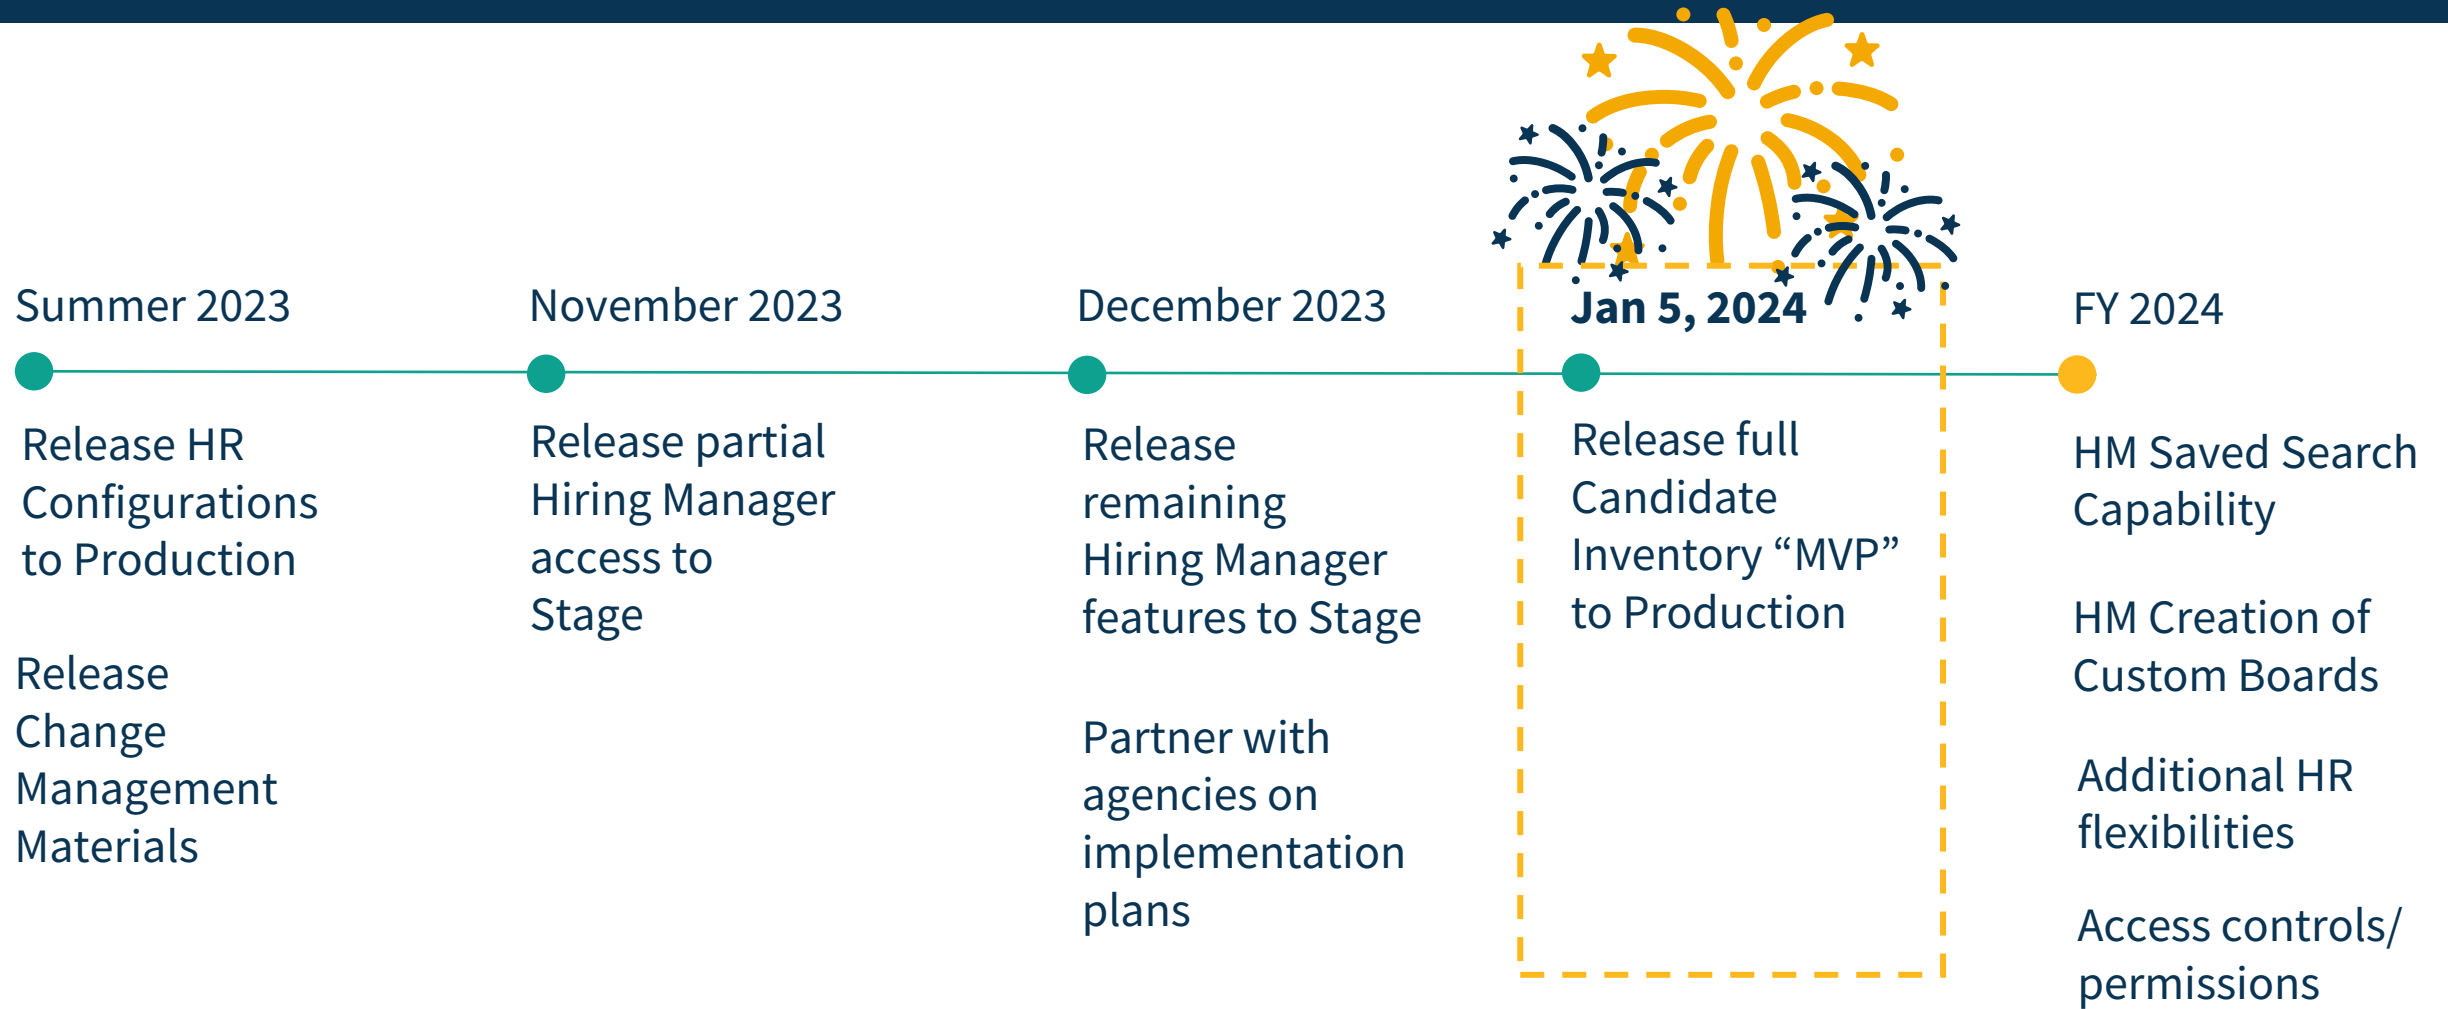 Summer 2023
Release HR
Configurations
to Production
Release
Change
Management
Materials
November 2023
Release partial
Hiring Manager
access to
Stage
December 2023
Release
remaining
Hiring Manager
features to Stage
Partner with
agencies on
implementation
plans
Jan 5, 2024
Release full
Candidate
Inventory “MVP”
to Production
FY 2024
HM Saved Search
Capability
HM Creation of
Custom Boards
Additional HR
flexibilities
Access controls/
permissions